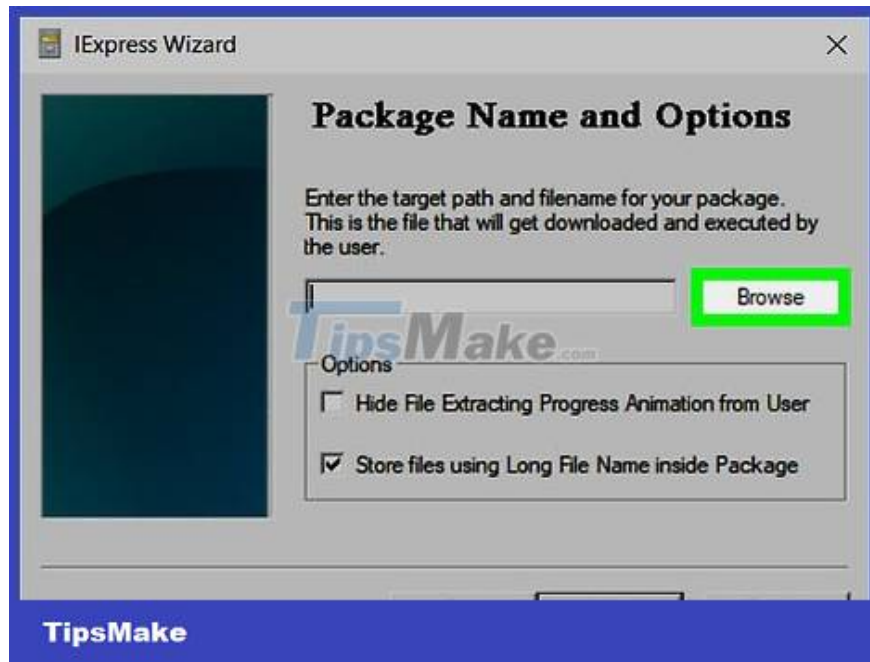 IExpress Wizard
Package Name and Options
Enter the target path and filename for your package.
This is the file that will get downloaded and executed by
the user.
Browse
TipsMake.com
Options
Hide File Extracting Progress Animation from User
Store files using Long File Name inside Package
TipsMake